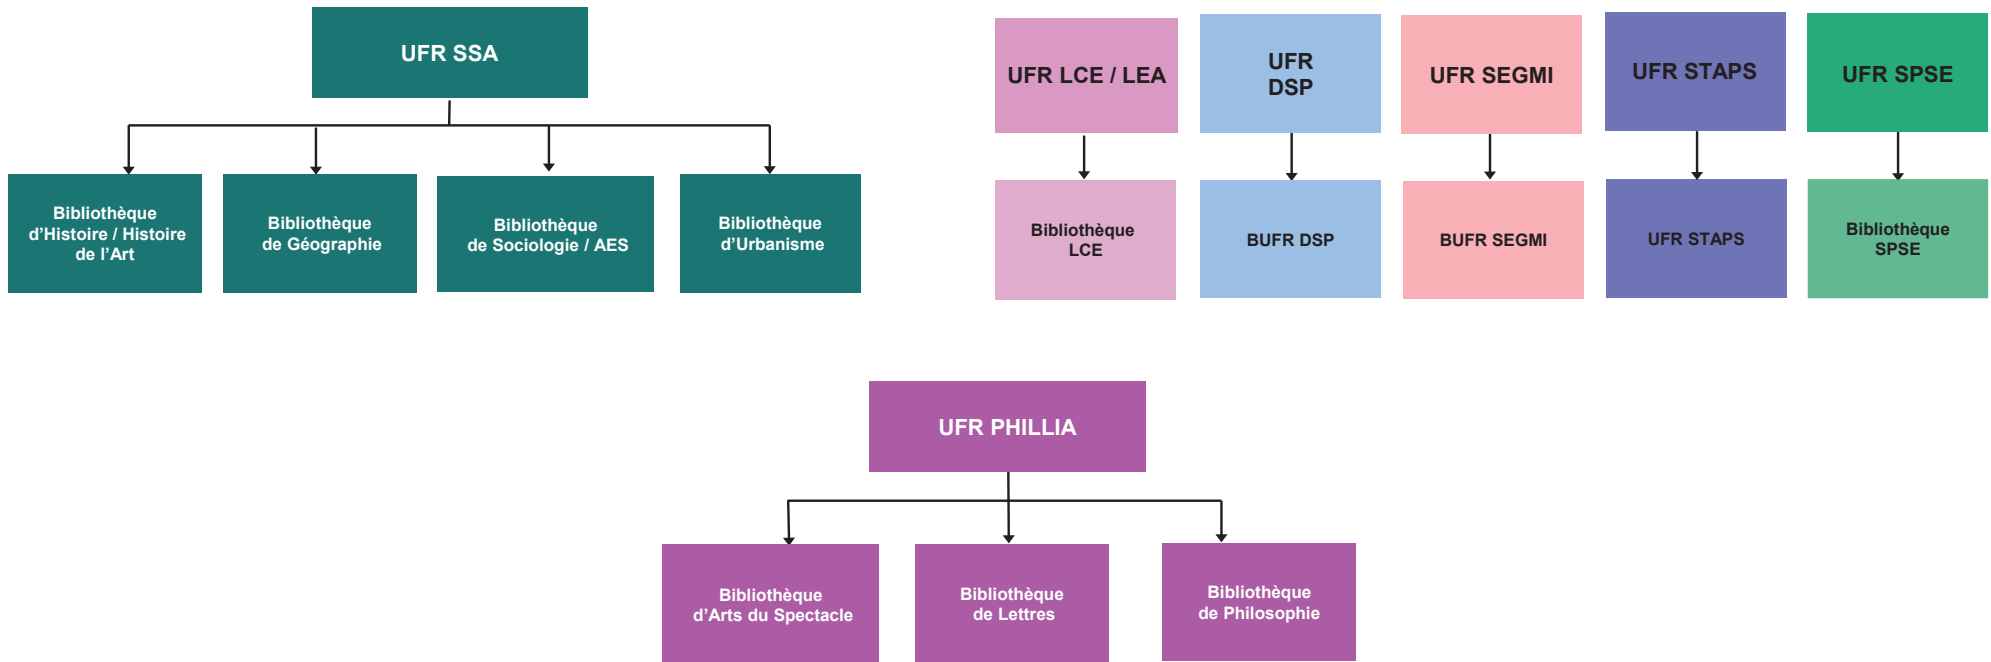 UFR SSA
Bibliothèque
d’Histoire / Histoire
de l’Art
Bibliothèque
de Géographie
Bibliothèque
de Sociologie / AES
Bibliothèque
d’Urbanisme
UFR LCE / LEA
UFR
DSP
UFR SEGMI
UFR STAPS
UFR SPSE
Bibliothèque
LCE
BUFR DSP
BUFR SEGMI
UFR STAPS
Bibliothèque
SPSE
UFR PHILLIA
Bibliothèque
d’Arts du Spectacle
Bibliothèque
de Lettres
Bibliothèque
de Philosophie